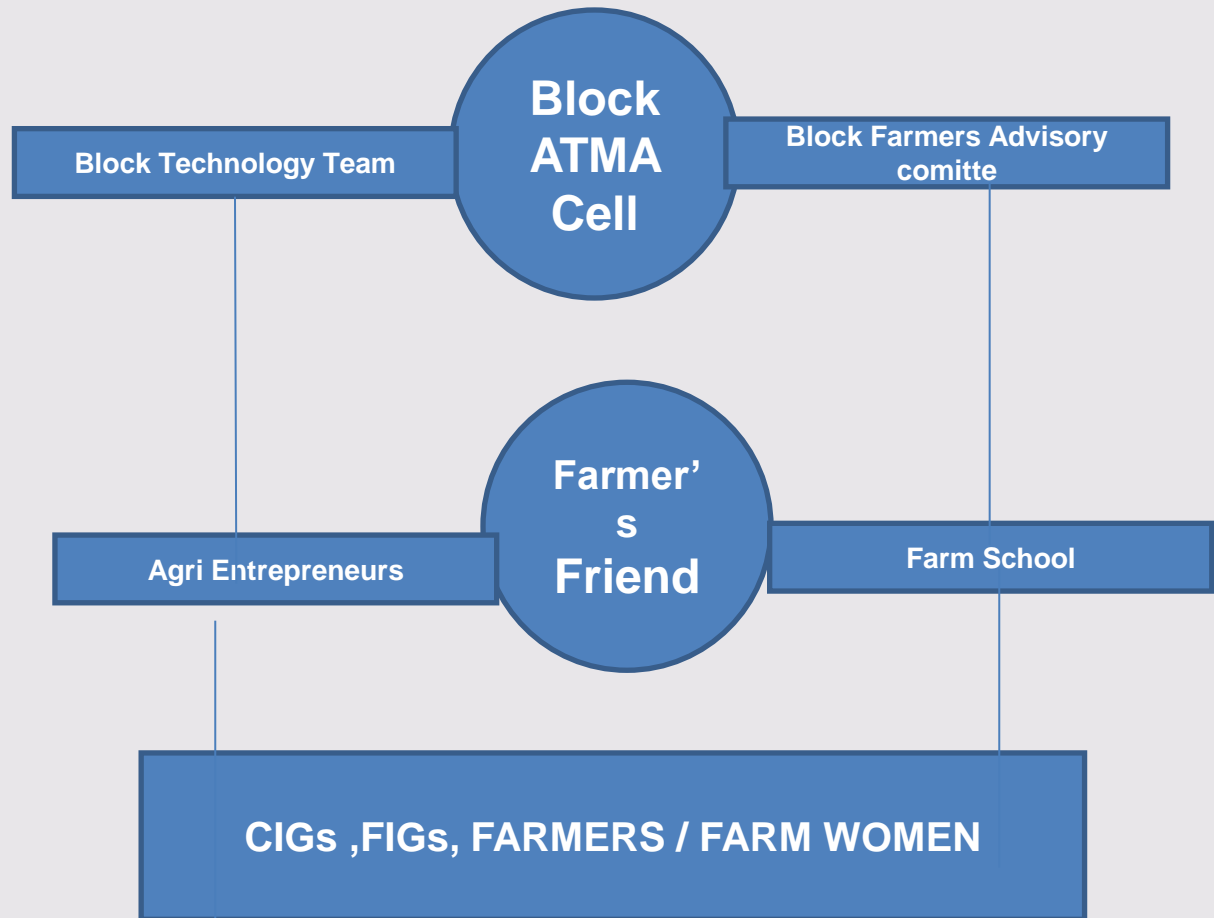 Block
ATMA
Cell
Block Technology Team
Block Farmers Advisory
comitte
Farmer’
s
Friend
Agri Entrepreneurs
Farm School
CIGs ,FIGs, FARMERS / FARM WOMEN